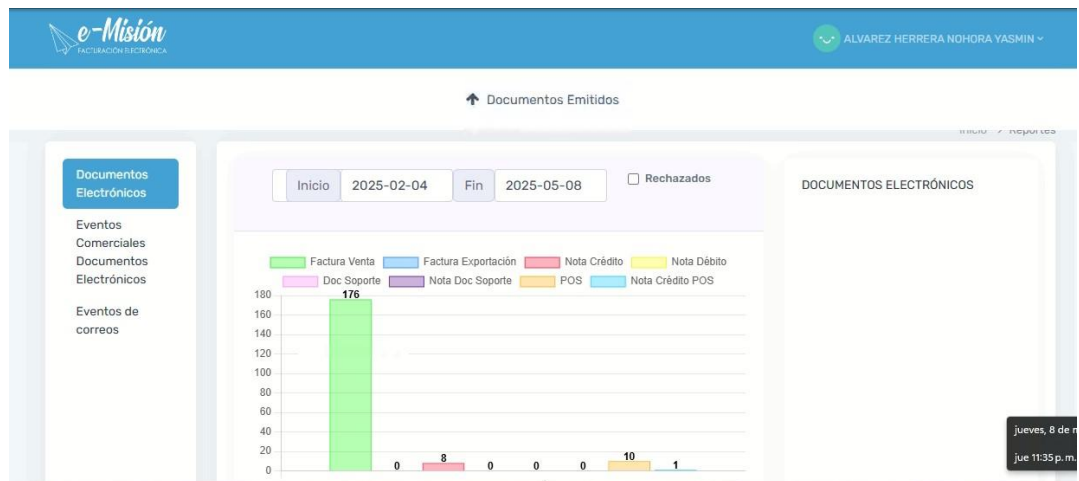 e-Misión
FACTURACIÓN ELECTRÓNICA
ALVAREZ HERRERA NOHORA YASMIN
Documentos Emitidos
Inicio > Reportes
Documentos
Electrónicos
Eventos
Comerciales
Documentos
Electrónicos
Eventos de
correos
Inicio 2025-02-04 Fin 2025-05-08 Rechazados
DOCUMENTOS ELECTRÓNICOS
Factura Venta Factura Exportación Nota Crédito Nota Débito
Doc Soporte Nota Doc Soporte POS Nota Crédito POS
180
176
160
140
120
100
80
60
40
20
0
0 8 0 0 0 10 1
jueves, 8 de
jue 11:35 p. m.